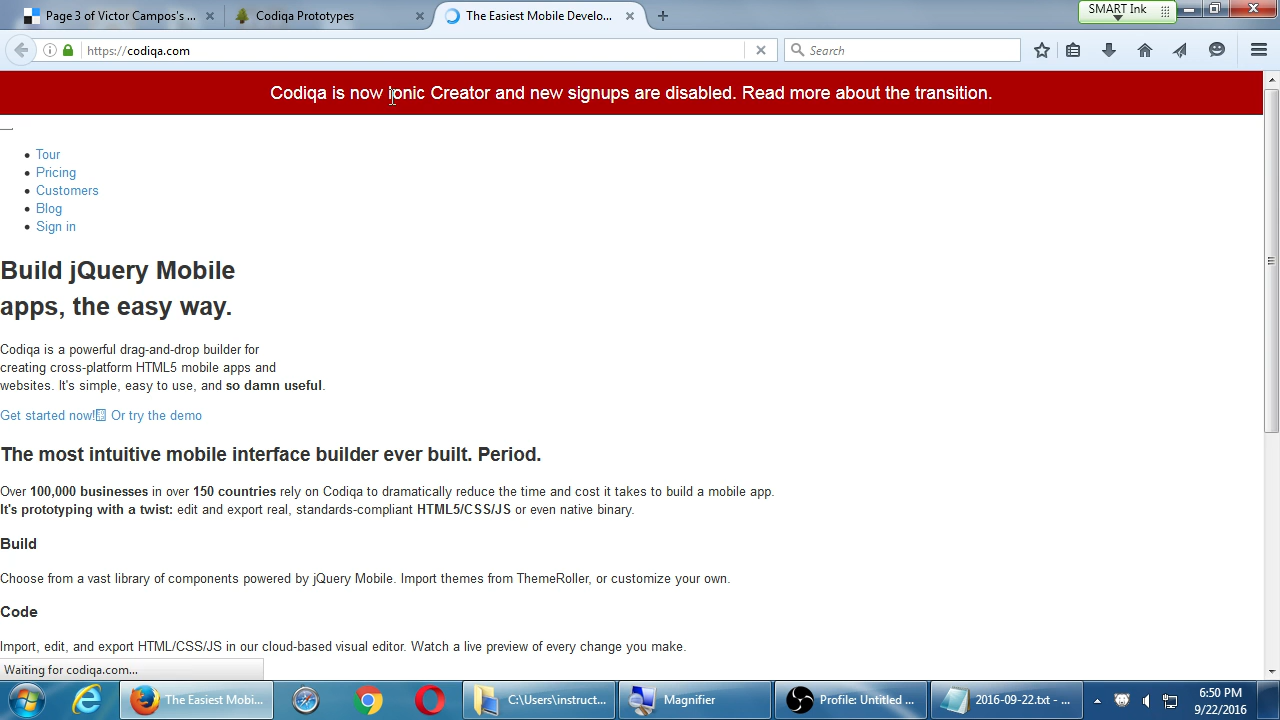 Page 3 of Victor Campos's ...
Codiqa Prototypes
The Easiest Mobile Develo...
SMART Ink
https://codiqa.com
Search
Codiqa is now ionic Creator and new signups are disabled. Read more about the transition.
Tour
Pricing
Customers
Blog
Sign in
Build jQuery Mobile
apps, the easy way.
Codiqa is a powerful drag-and-drop builder for
creating cross-platform HTML5 mobile apps and
websites. It's simple, easy to use, and so damn useful.
Get started now! Or try the demo
The most intuitive mobile interface builder ever built. Period.
Over 100,000 businesses in over 150 countries rely on Codiqa to dramatically reduce the time and cost it takes to build a mobile app.
It's prototyping with a twist: edit and export real, standards-compliant HTML5/CSS/JS or even native binary.
Build
Choose from a vast library of components powered by jQuery Mobile. Import themes from ThemeRoller, or customize your own.
Code
Import, edit, and export HTML/CSS/JS in our cloud-based visual editor. Watch a live preview of every change you make.
Waiting for codiqa.com...
The Easiest Mobi...
C:\Users\instruct...
Magnifier
Profile: Untitled ...
2016-09-22.txt - ...
6:50 PM
9/22/2016